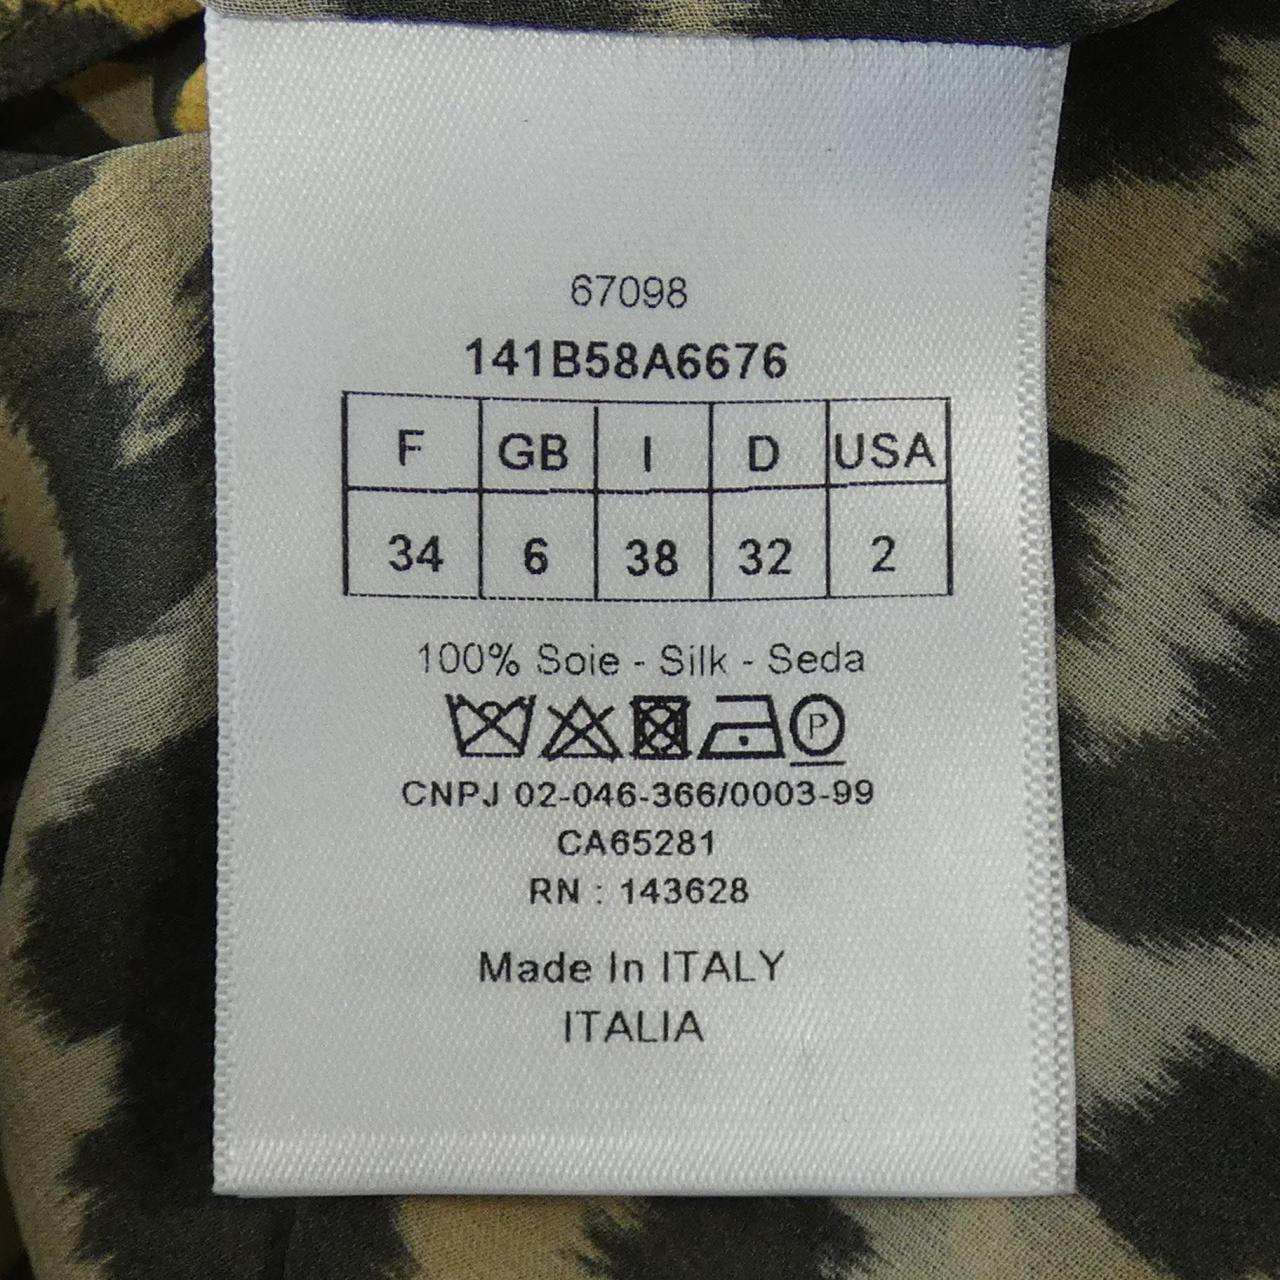 67098
141B58A6676
F GB I D USA
34 6 38 32 2
100% Soie - Silk - Seda
P
CNPJ 02-046-366/0003-99
CA65281
RN : 143628
Made In ITALY
ITALIA